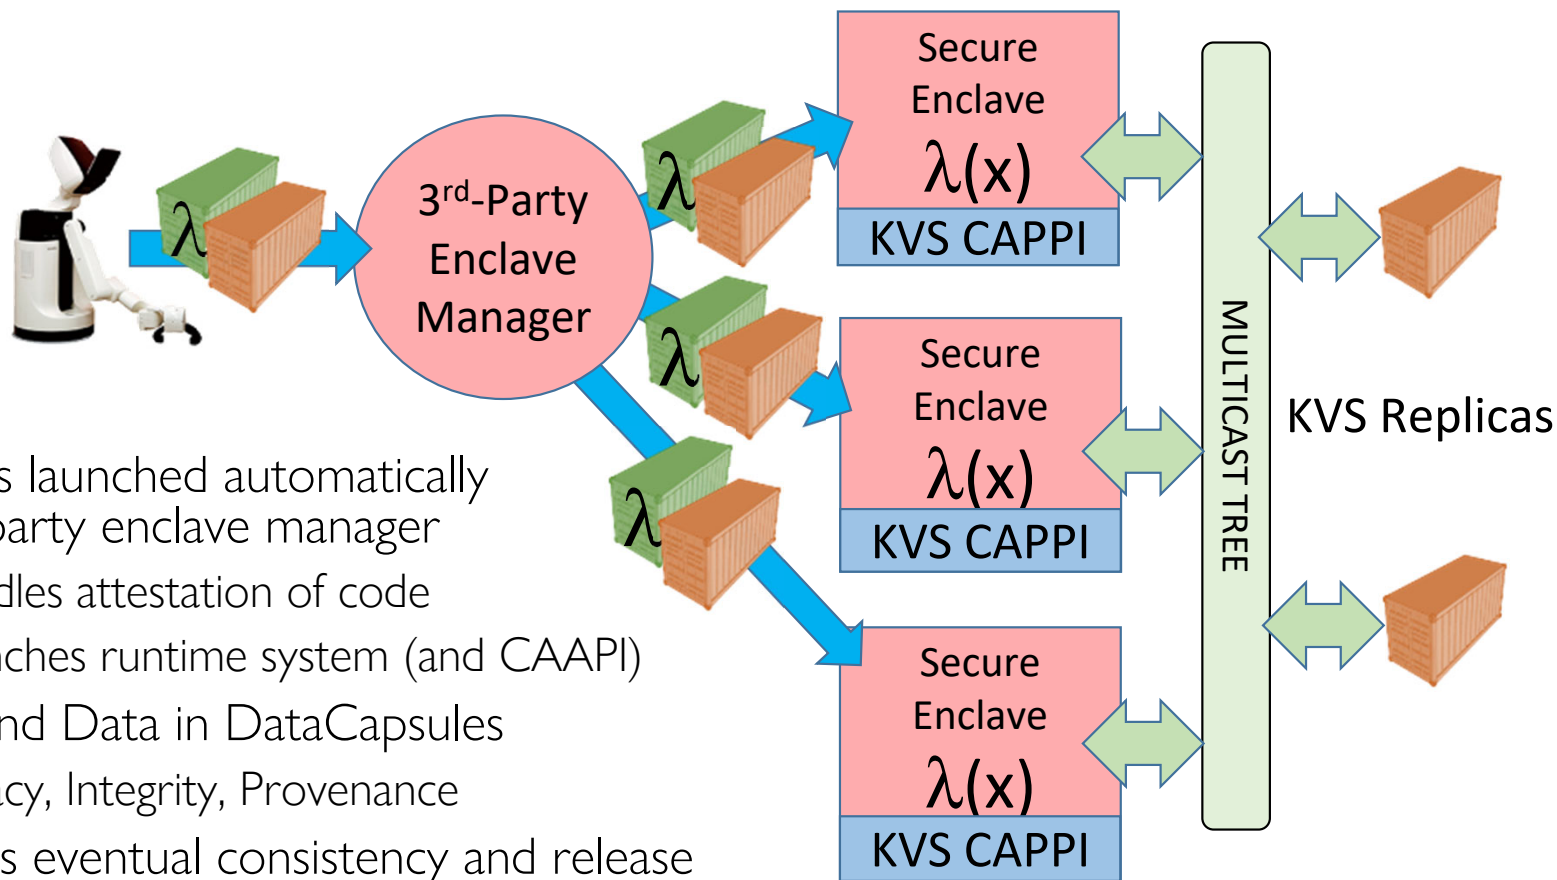 λ
3rd-Party
Enclave
Manager
λ
λ
λ
Secure
Enclave
λ(x)
KVS CAPPI
Secure
Enclave
λ(x)
KVS CAPPI
Secure
Enclave
λ(x)
KVS CAPPI
MULTICAST TREE
KVS Replicas
s launched automatically
party enclave manager
dles attestation of code
nches runtime system (and CAAPI)
nd Data in DataCapsules
acy, Integrity, Provenance
s eventual consistency and release